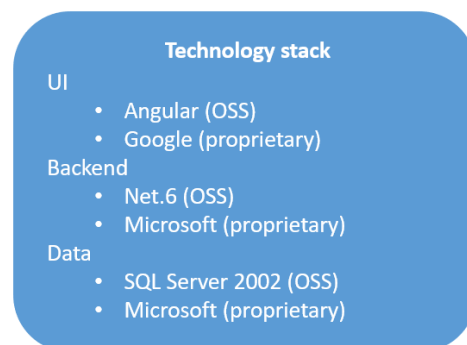 Technology stack
UI
• Angular (OSS)
• Google (proprietary)
Backend
• Net.6 (OSS)
• Microsoft (proprietary)
Data
• SQL Server 2002 (OSS)
• Microsoft (proprietary)